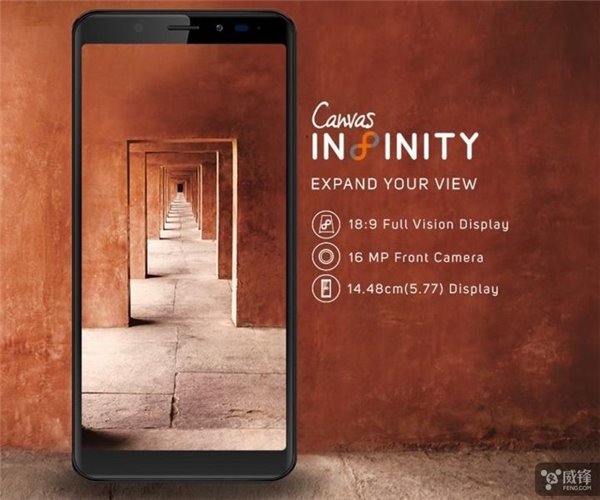 Canvas
INFINITY
EXPAND YOUR VIEW
18:9 Full Vision Display
16 MP Front Camera
14.48cm(5.77) Display
威锋
FENG.COM